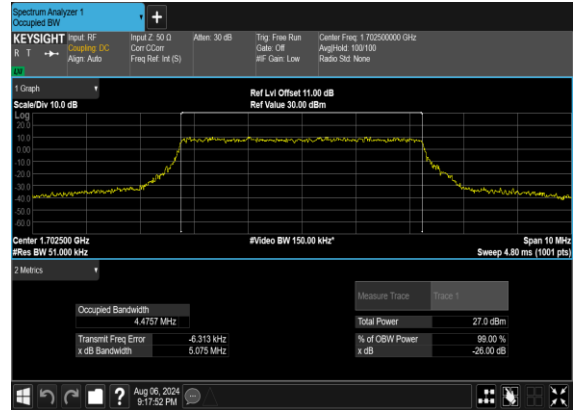 Spectrum Analyzer 1
Occupied BW
KEYSIGHT
R T
LXI
Input: RF
Coupling: DC
Align: Auto
Input Z: 50 Ω
Corr CCorr
Freq Ref: Int (S)
Atten: 30 dB
Trig: Free Run
Gate: Off
#IF Gain: Low
Center Freq: 1.702500000 GHz
Avg|Hold: 100/100
Radio Std: None
1 Graph
Scale/Div 10.0 dB
Ref Lvl Offset 11.00 dB
Ref Value 30.00 dBm
Log
20.0
10.0
0.00
-10.0
-20.0
-30.0
-40.0
-50.0
-60.0
Center 1.702500 GHz
#Res BW 51.000 kHz
#Video BW 150.00 kHz*
Span 10 MHz
Sweep 4.80 ms (1001 pts)
2 Metrics
Measure Trace Trace 1
Occupied Bandwidth
4.4757 MHz
Total Power 27.0 dBm
Transmit Freq Error -6.313 kHz
% of OBW Power 99.00 %
x dB Bandwidth 5.075 MHz
x dB -26.00 dB
?
Aug 06, 2024
9:17:52 PM